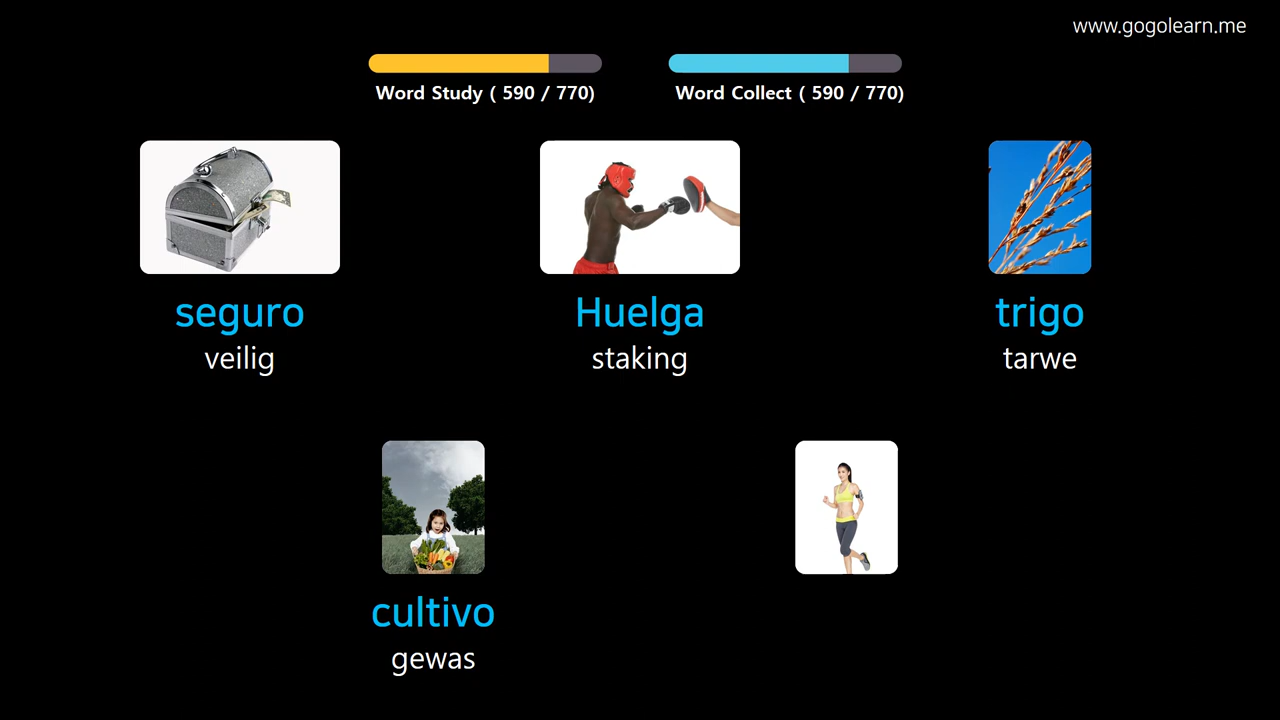 www.gogolearn.me
Word Study ( 590 / 770)
Word Collect ( 590 / 770)
seguro
veilig
Huelga
staking
trigo
tarwe
cultivo
gewas